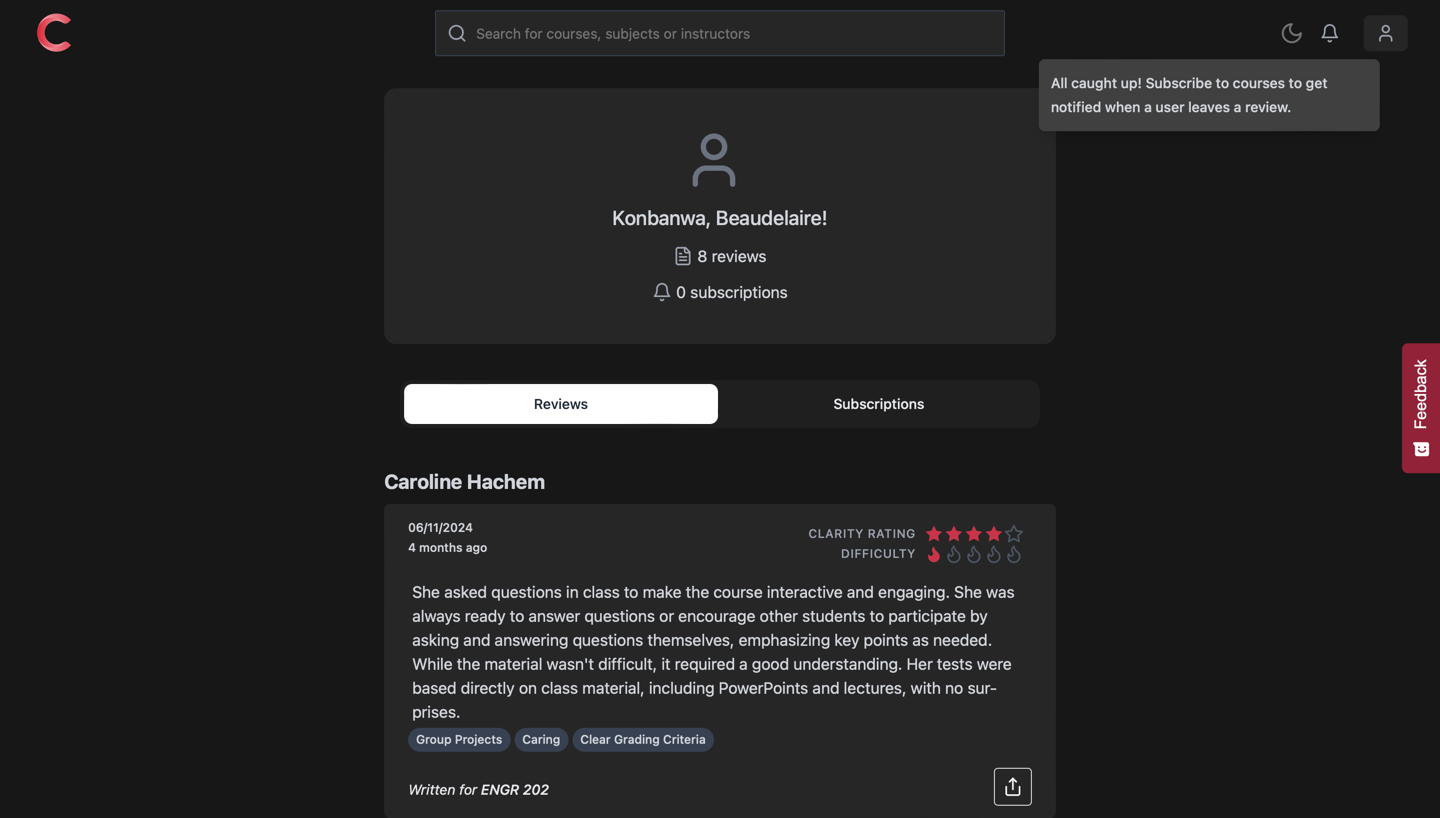 Search for courses, subjects or instructors
All caught up! Subscribe to courses to get
notified when a user leaves a review.
Konbanwa, Beaudelaire!
8 reviews
0 subscriptions
Feedback
Reviews
Subscriptions
Caroline Hachem
06/11/2024
4 months ago
CLARITY RATING
DIFFICULTY
She asked questions in class to make the course interactive and engaging. She was
always ready to answer questions or encourage other students to participate by
asking and answering questions themselves, emphasizing key points as needed.
While the material wasn't difficult, it required a good understanding. Her tests were
based directly on class material, including PowerPoints and lectures, with no sur-
prises.
Group Projects
Caring
Clear Grading Criteria
Written for ENGR 202